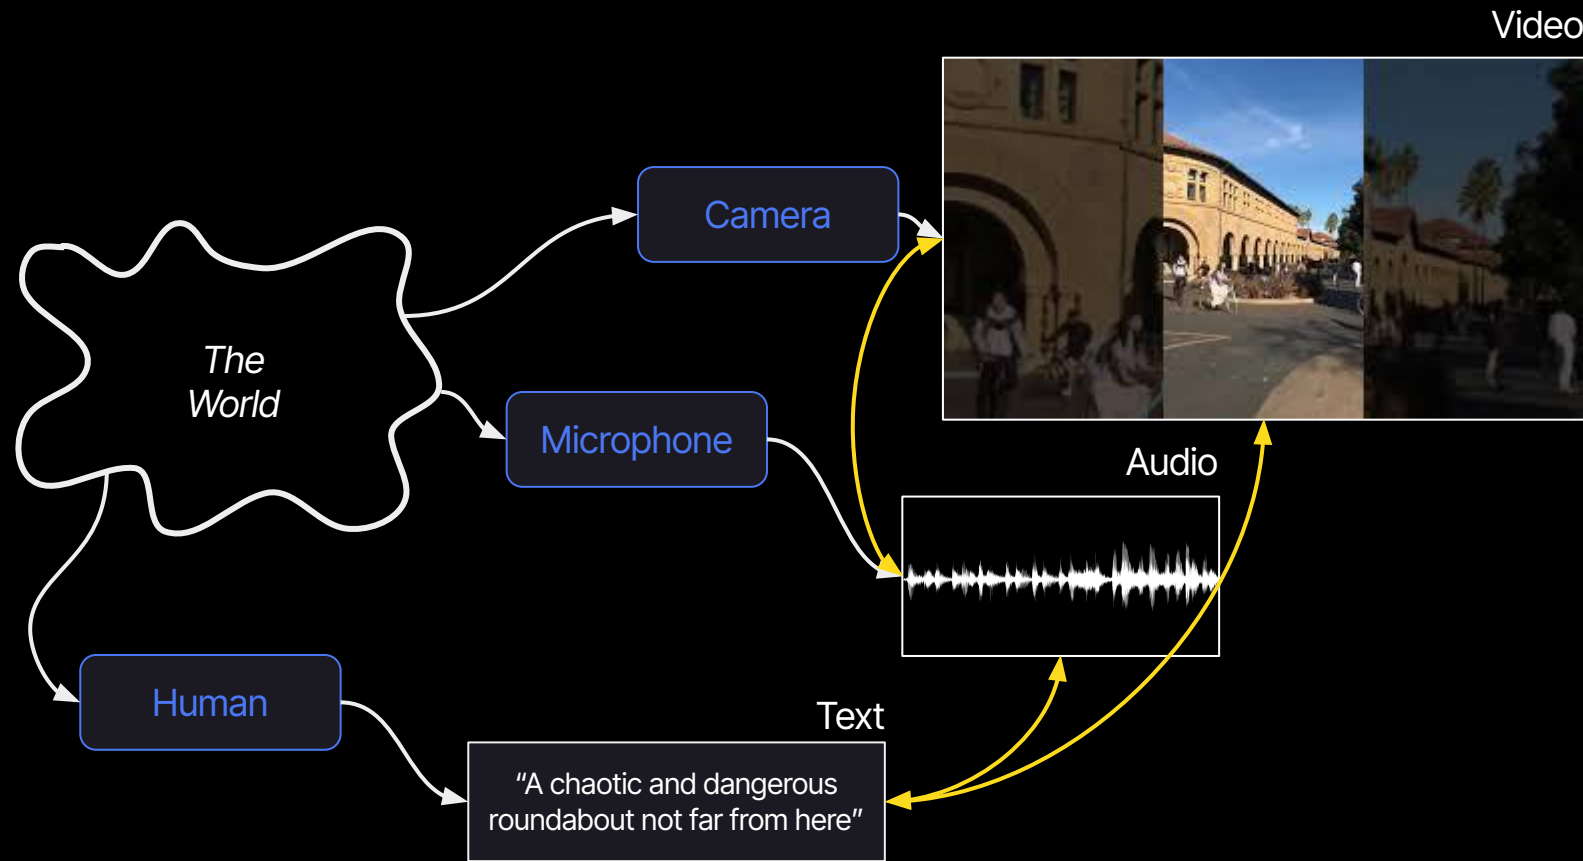 Video
Camera
The
World
Microphone
Audio
Human
Text
“A chaotic and dangerous
roundabout not far from here”